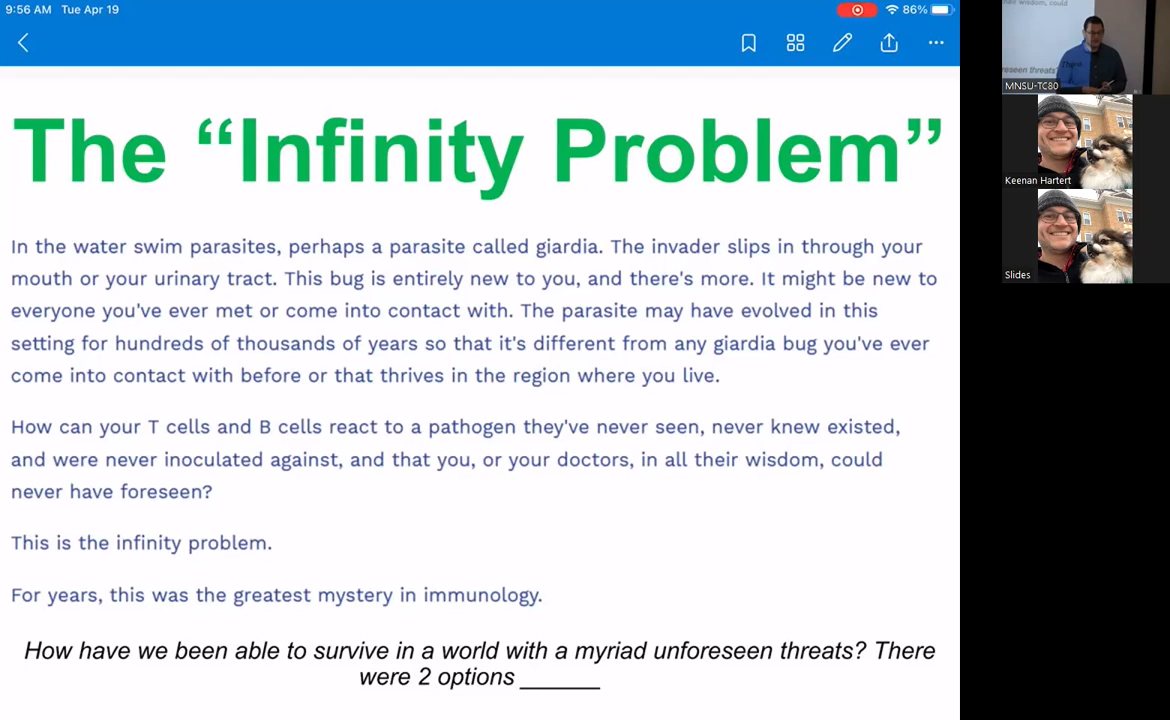 9:56 AM Tue Apr 19
86%
The “Infinity Problem”
In the water swim parasites, perhaps a parasite called giardia. The invader slips in through your
mouth or your urinary tract. This bug is entirely new to you, and there's more. It might be new to
everyone you've ever met or come into contact with. The parasite may have evolved in this
setting for hundreds of thousands of years so that it's different from any giardia bug you've ever
come into contact with before or that thrives in the region where you live.
How can your T cells and B cells react to a pathogen they've never seen, never knew existed,
and were never inoculated against, and that you, or your doctors, in all their wisdom, could
never have foreseen?
This is the infinity problem.
For years, this was the greatest mystery in immunology.
How have we been able to survive in a world with a myriad unforeseen threats? There
were 2 options ______
their wisdom, could
reseen threats? There
MNSU-TC80
Keenan Hartert
Slides